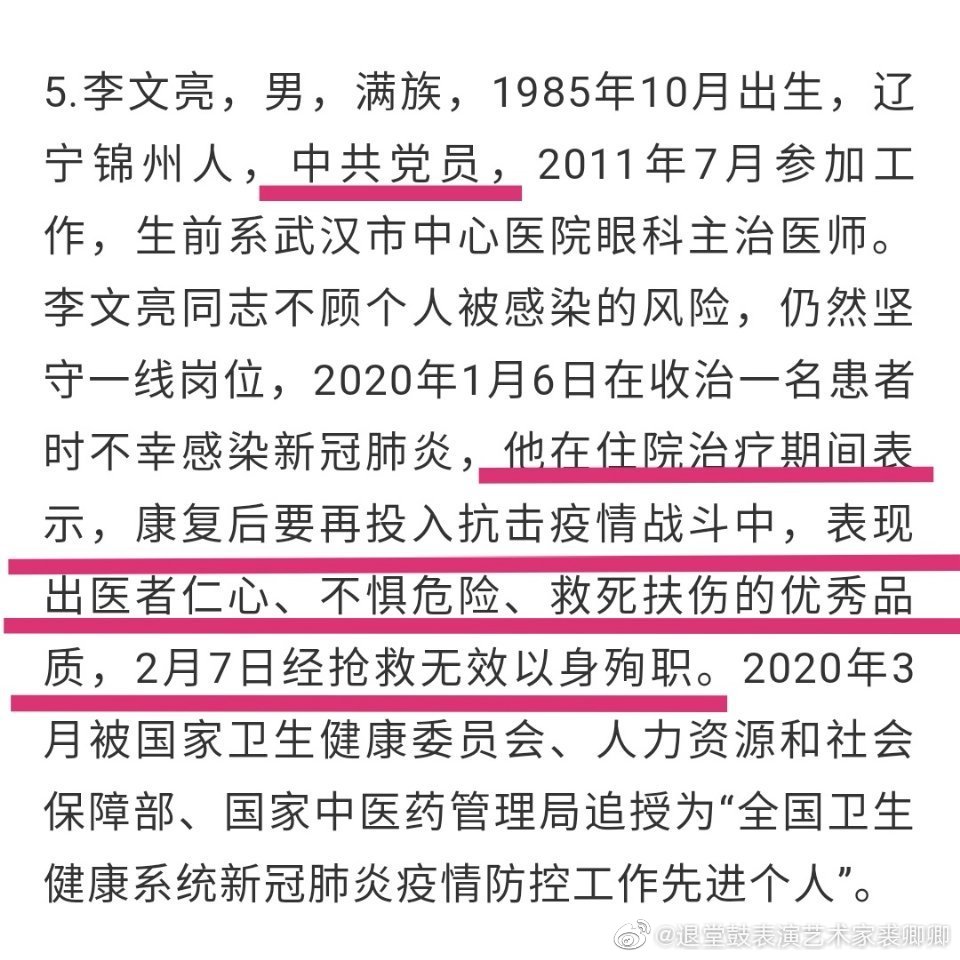 5.李文亮，男，满族，1985年10月出生，辽
宁锦州人，中共党员，2011年7月参加工
作，生前系武汉市中心医院眼科主治医师。
李文亮同志不顾个人被感染的风险，仍然坚
守一线岗位，2020年1月6日在收治一名患者
时不幸感染新冠肺炎，他在住院治疗期间表
示，康复后要再投入抗击疫情战斗中，表现
出医者仁心、不惧危险、救死扶伤的优秀品
质，2月7日经抢救无效以身殉职。2020年3
月被国家卫生健康委员会、人力资源和社会
保障部、国家中医药管理局追授为“全国卫生
健康系统新冠肺炎疫情防控工作先进个人”。
@退堂鼓表演艺术家裘卿卿